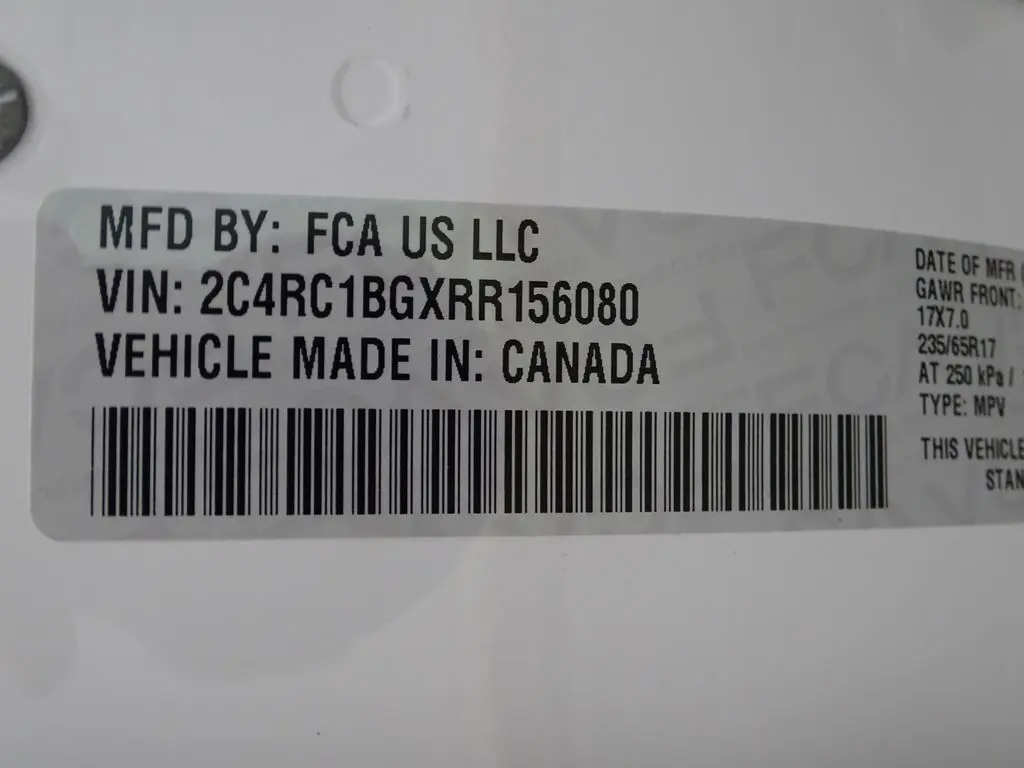 MFD BY: FCA US LLC
VIN: 2C4RC1BGXRR156080
VEHICLE MADE IN: CANADA
DATE OF MFR
GAWR FRONT:
17X7.0
235/65R17
AT 250 kPa /
TYPE: MPV
THIS VEHICLE
STAN